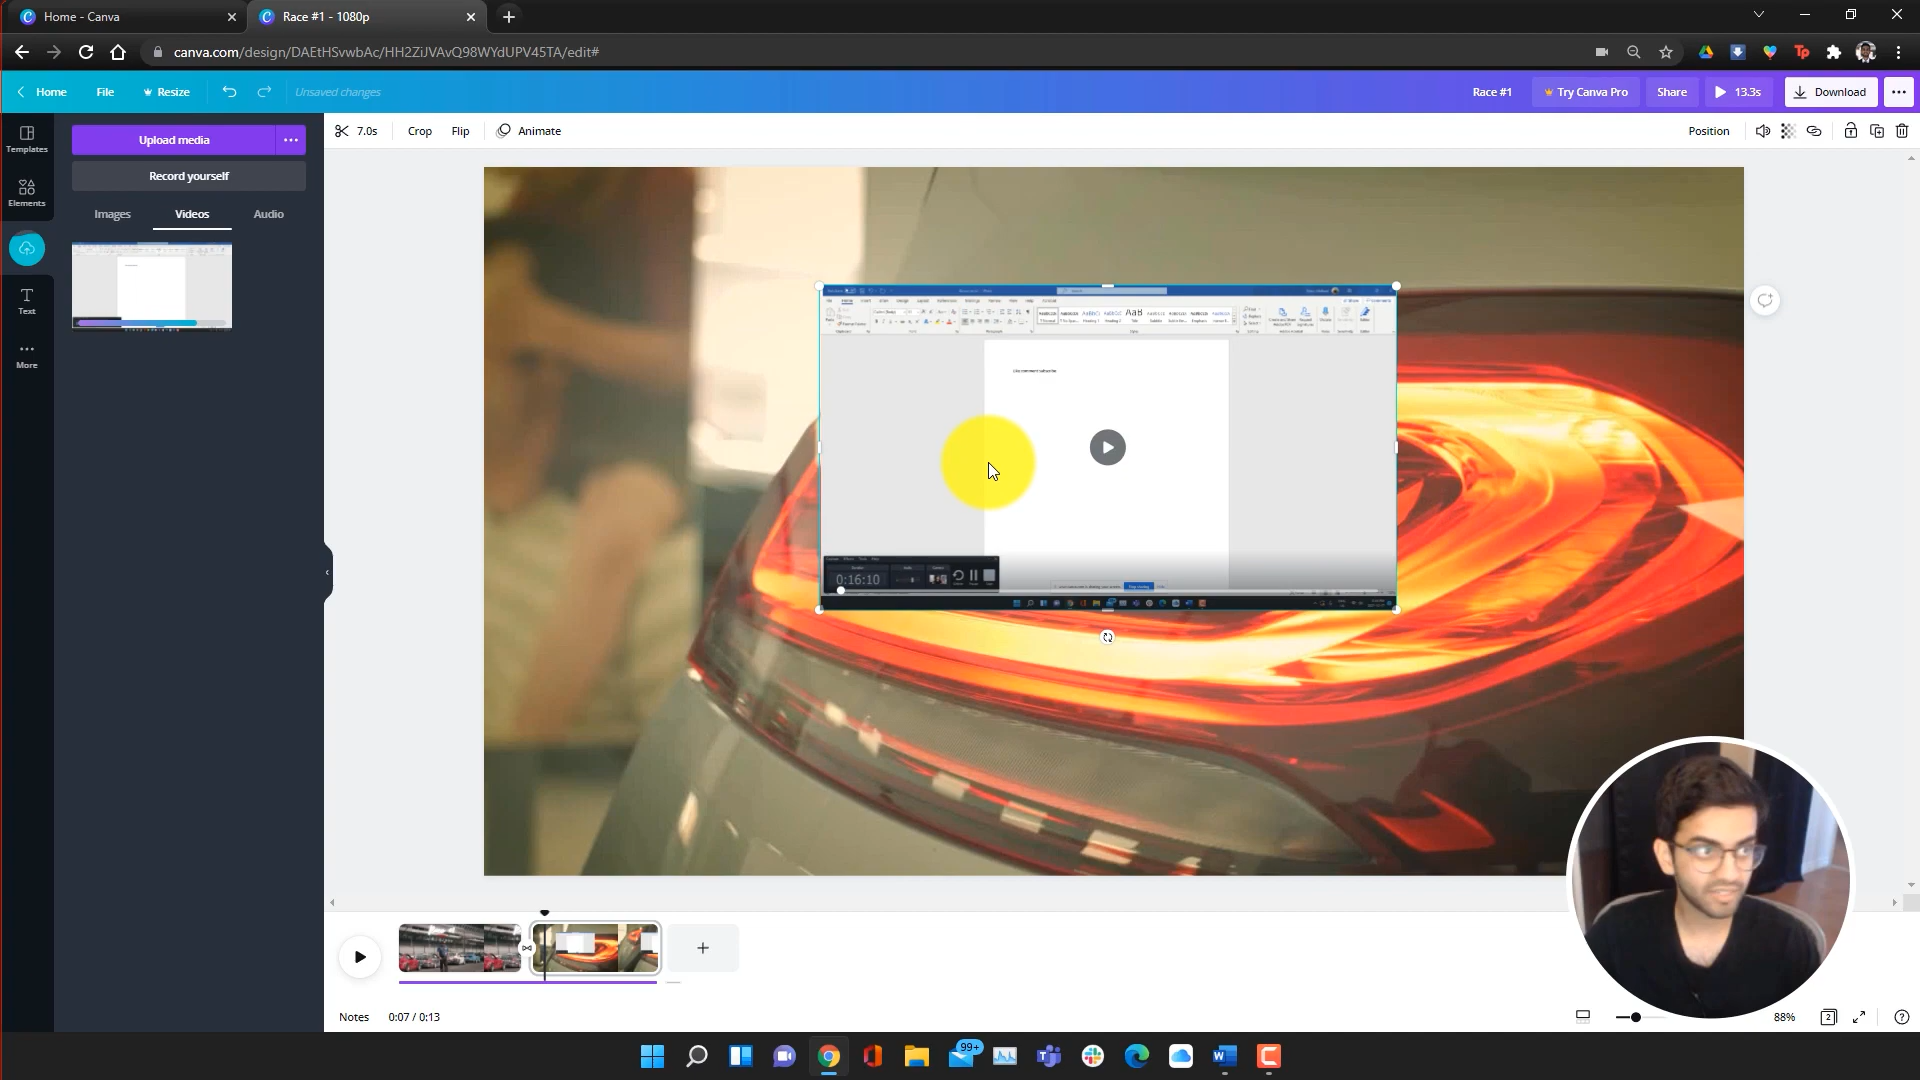 Home - Canva
Race #1 - 1080p
canva.com/design/DAEtHSvwbAc/HH2ZiJVAvQ98WYdUPV45TA/edit#
Home
File
Resize
Unsaved changes
Race #1
Try Canva Pro
Share
13.3s
Download
Templates
Upload media
7.0s
Crop
Flip
Animate
Position
Record yourself
Elements
Images
Videos
Audio
Text
More
0:16:10
Notes
0:07 / 0:13
88%
2
99+